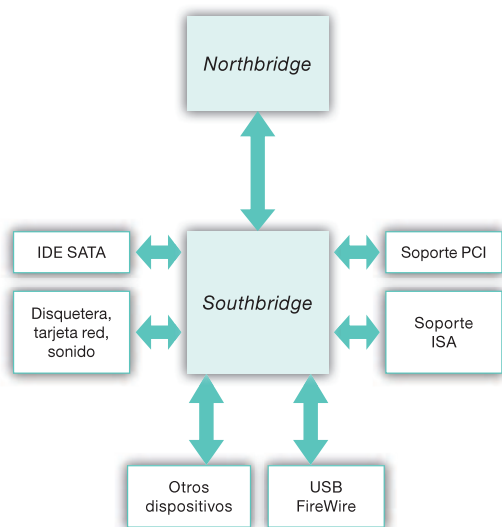 Northbridge
IDE SATA
Soporte PCI
Southbridge
Disquetera,
tarjeta red,
sonido
Soporte
ISA
Otros
dispositivos
USB
FireWire